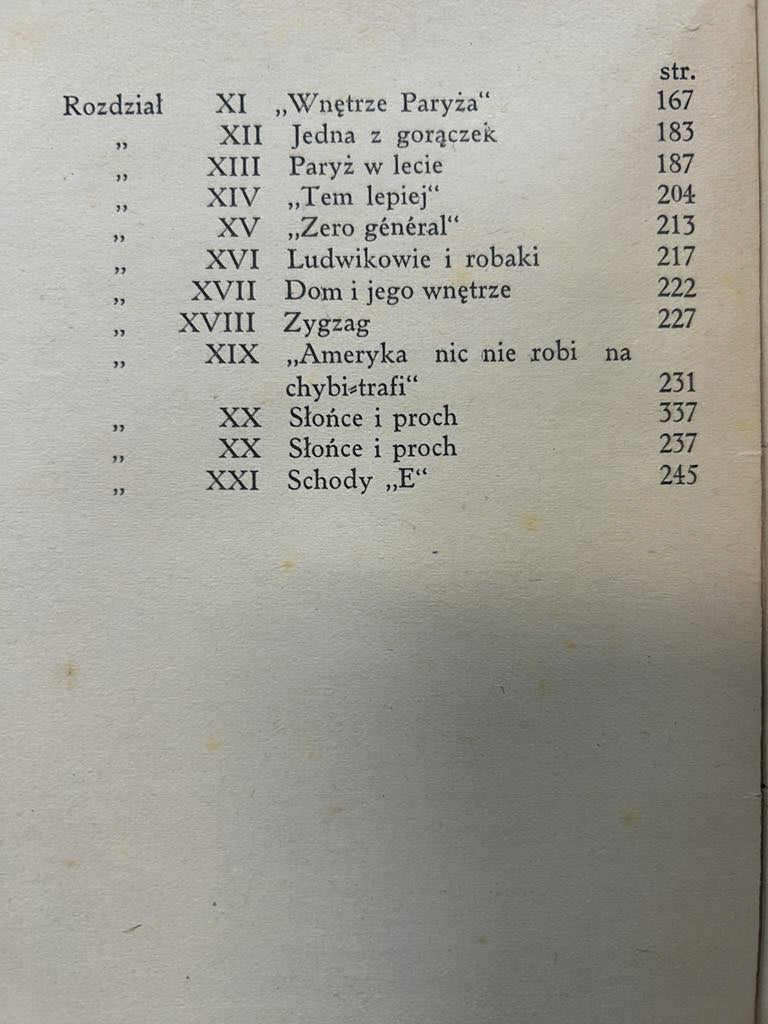 str.
Rozdział XI „Wnętrze Paryża“ 167
„ XII Jedna z gorączek 183
„ XIII Paryż w lecie 187
„ XIV „Tem lepiej“ 204
„ XV „Zero général“ 213
„ XVI Ludwikowie i robaki 217
„ XVII Dom i jego wnętrze 222
„ XVIII Zygzag 227
„ XIX „Ameryka nic nie robi na
chybi-trafi“ 231
„ XX Słońce i proch 337
„ XX Słońce i proch 237
„ XXI Schody „E“ 245